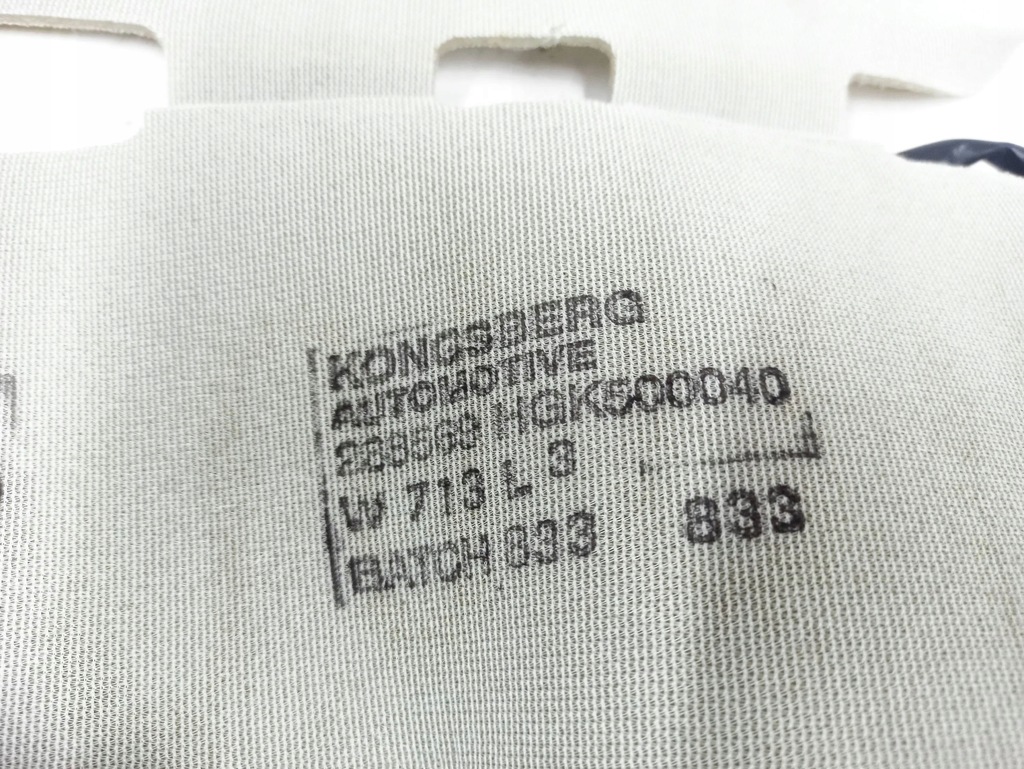 KONGSBERG
AUTOMOTIVE
238568 HGK500040
W 713 L 3
BATCH 833 833